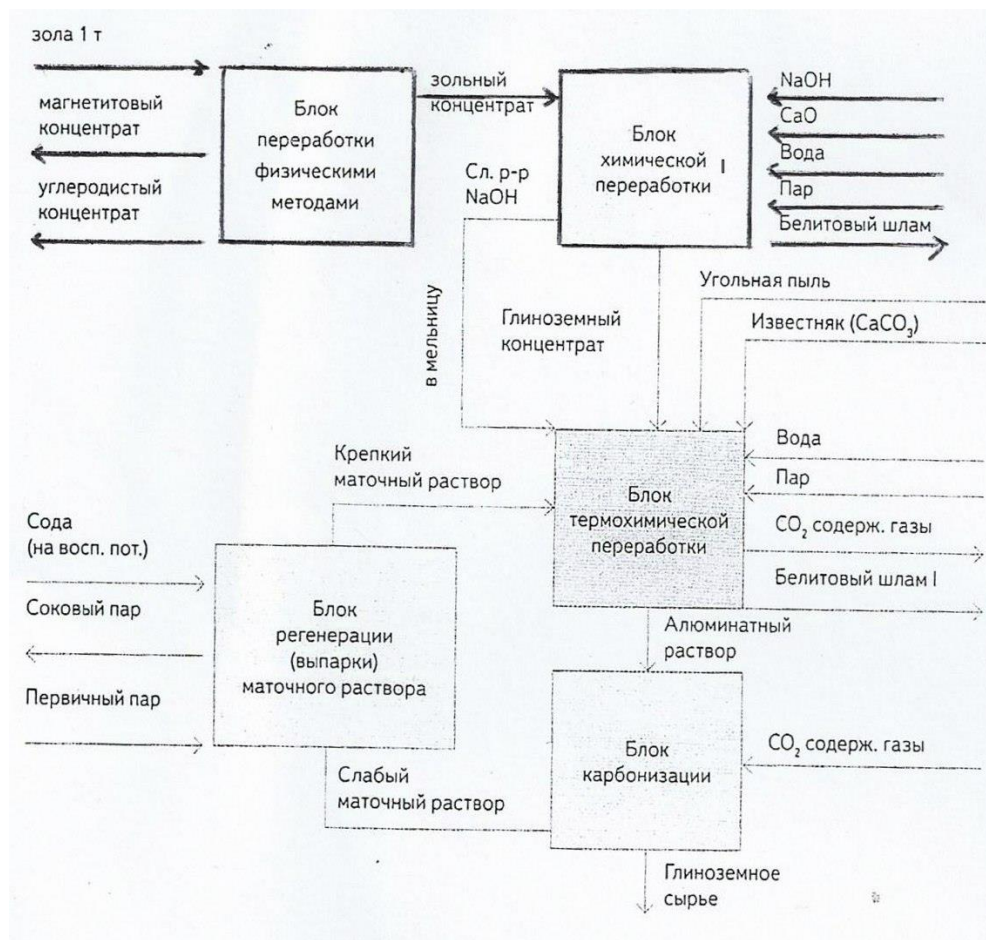 зола 1 т
магнетитовый
концентрат
углеродистый
концентрат
Блок
переработки
физическими
методами
зольный
концентрат
Блок
химической I
переработки
NaOH
CaO
Вода
Пар
Белитовый шлам
Сл. р-р
NaOH
в мельницу
Глиноземный
концентрат
Угольная пыль
Известняк (CaCO₃)
Крепкий
маточный раствор
Блок
термохимической
переработки
Вода
Пар
CO₂ содерж. газы
Белитовый шлам I
Сода
(на восп. пот.)
Соковый пар
Первичный пар
Блок
регенерации
(выпарки)
маточного раствора
Алюминатный
раствор
Слабый
маточный раствор
Блок
карбонизации
CO₂ содерж. газы
Глиноземное
сырье